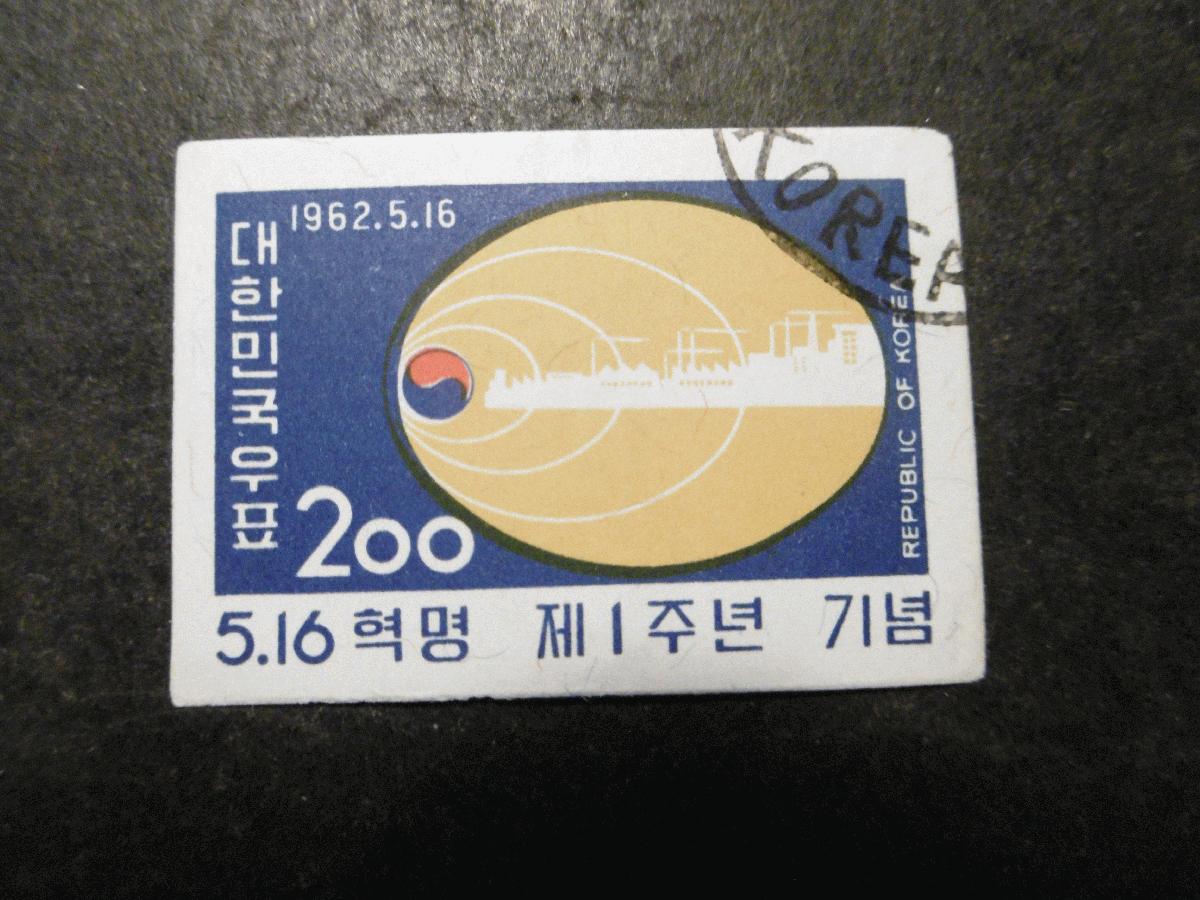 KOREA
1962.5.16
대한민국우표
200
REPUBLIC OF KOREA
5.16 혁명 제1주년 기념